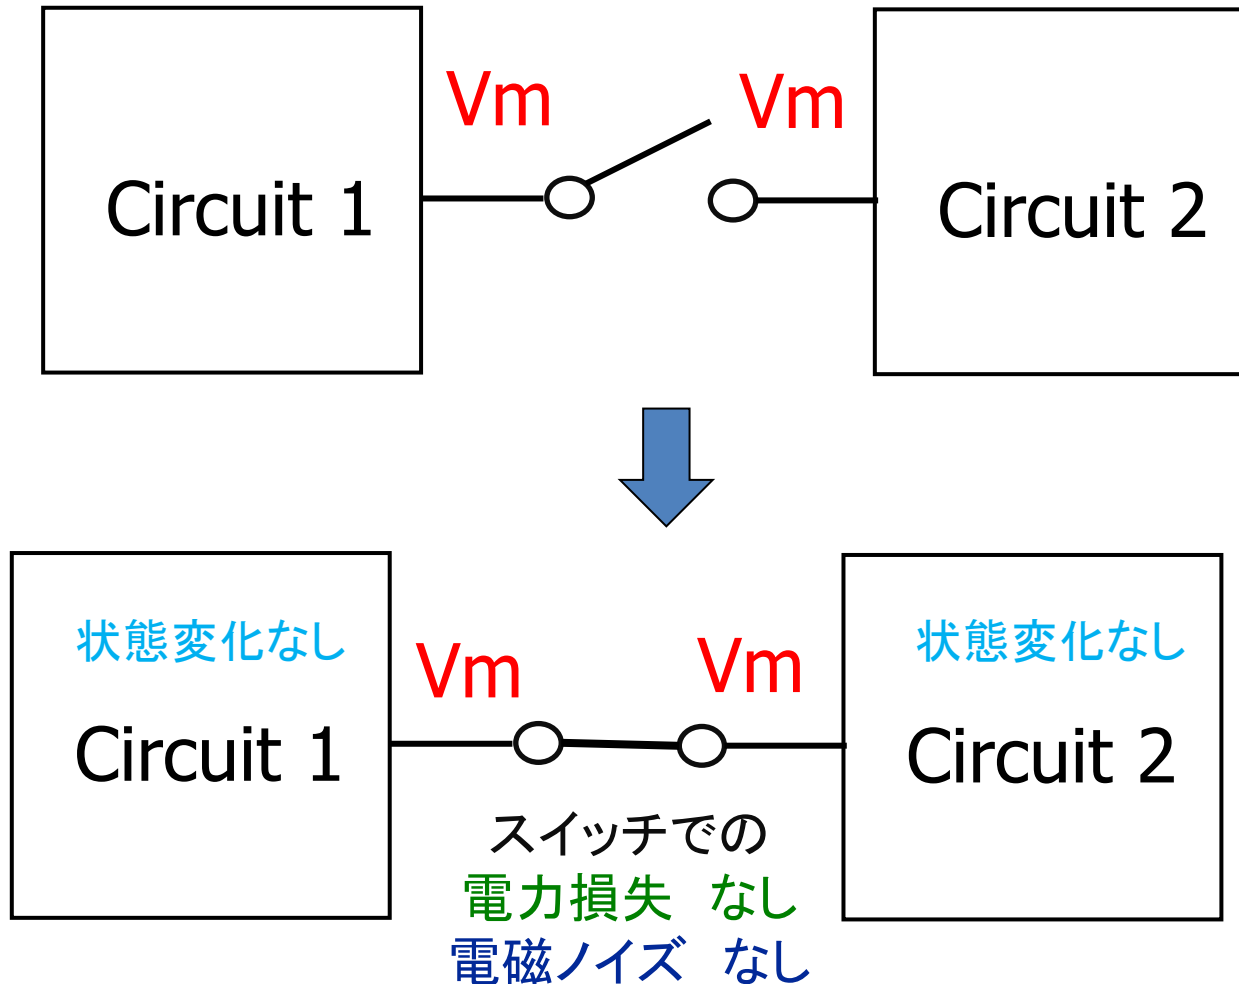 Vm Vm
Circuit 1 Circuit 2
状態変化なし 状態変化なし
Vm Vm
Circuit 1 Circuit 2
スイッチでの
電力損失　なし
電磁ノイズ　なし